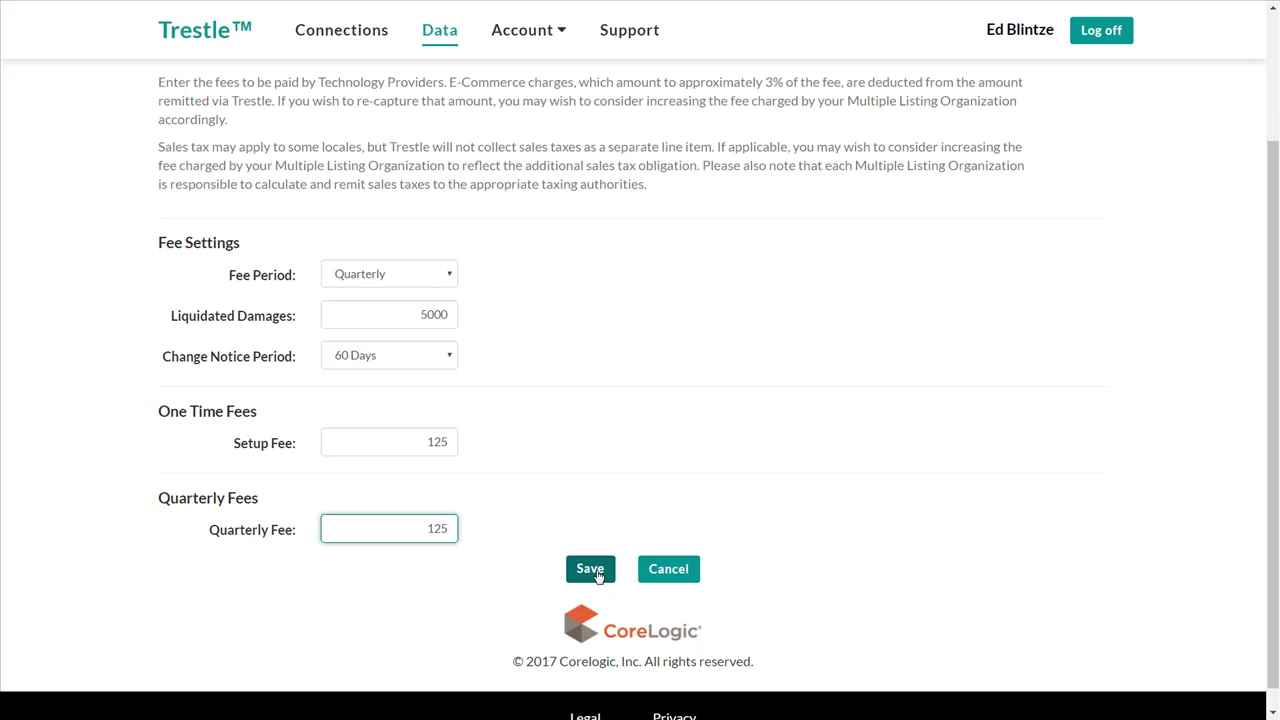 Trestle™ Connections Data Account Support Ed Blintze Log off
Enter the fees to be paid by Technology Providers. E-Commerce charges, which amount to approximately 3% of the fee, are deducted from the amount
remitted via Trestle. If you wish to re-capture that amount, you may wish to consider increasing the fee charged by your Multiple Listing Organization
accordingly.
Sales tax may apply to some locales, but Trestle will not collect sales taxes as a separate line item. If applicable, you may wish to consider increasing the
fee charged by your Multiple Listing Organization to reflect the additional sales tax obligation. Please also note that each Multiple Listing Organization
is responsible to calculate and remit sales taxes to the appropriate taxing authorities.
Fee Settings
Fee Period: Quarterly
Liquidated Damages: 5000
Change Notice Period: 60 Days
One Time Fees
Setup Fee: 125
Quarterly Fees
Quarterly Fee: 125
Save Cancel
CoreLogic
© 2017 Corelogic, Inc. All rights reserved.
Legal Privacy